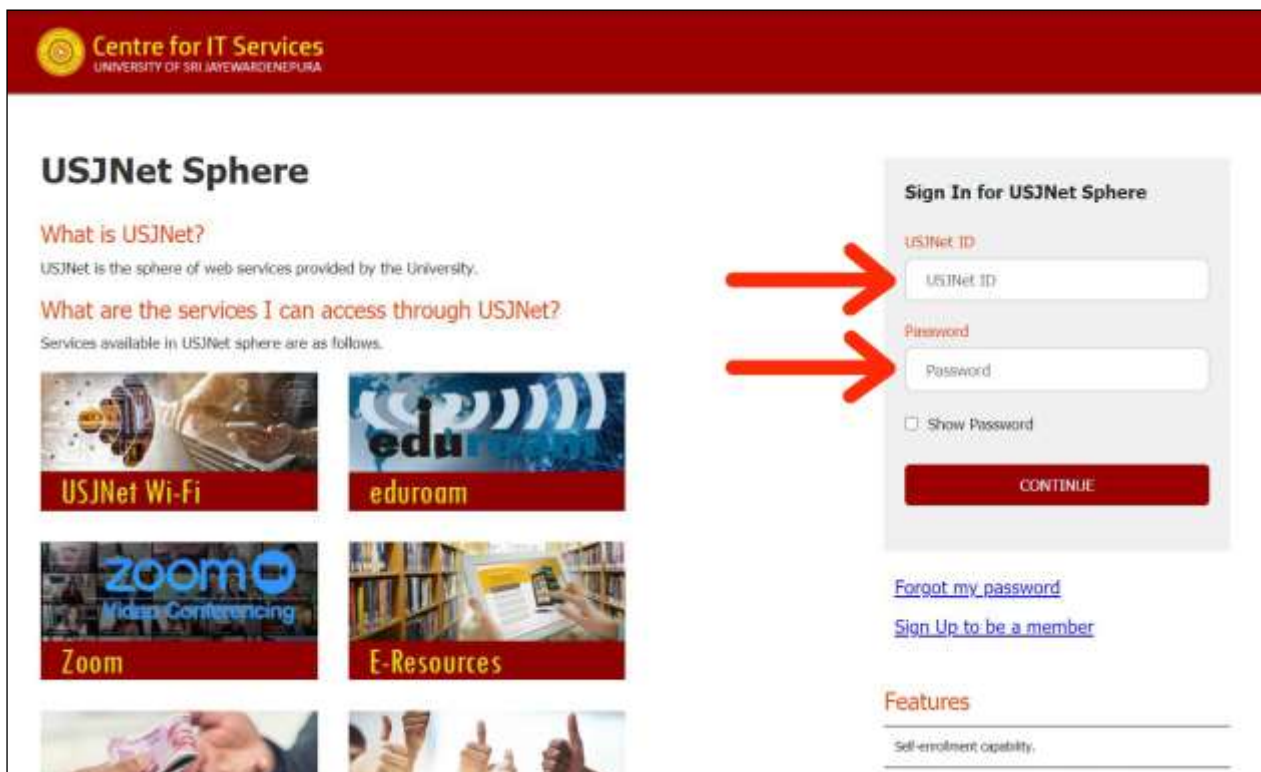 Centre for IT Services
UNIVERSITY OF SRI JAYEWARDENEPURA
USJNet Sphere
What is USJNet?
USJNet is the sphere of web services provided by the University.
What are the services I can access through USJNet?
Services available in USJNet sphere are as follows.
USJNet Wi-Fi
eduroam
eduroam
zoom
Video Conferencing
Zoom
E-Resources
Sign In for USJNet Sphere
USJNet ID
USJNet ID
Password
Password
Show Password
CONTINUE
Forgot my password
Sign Up to be a member
Features
Self-enrollment capability.